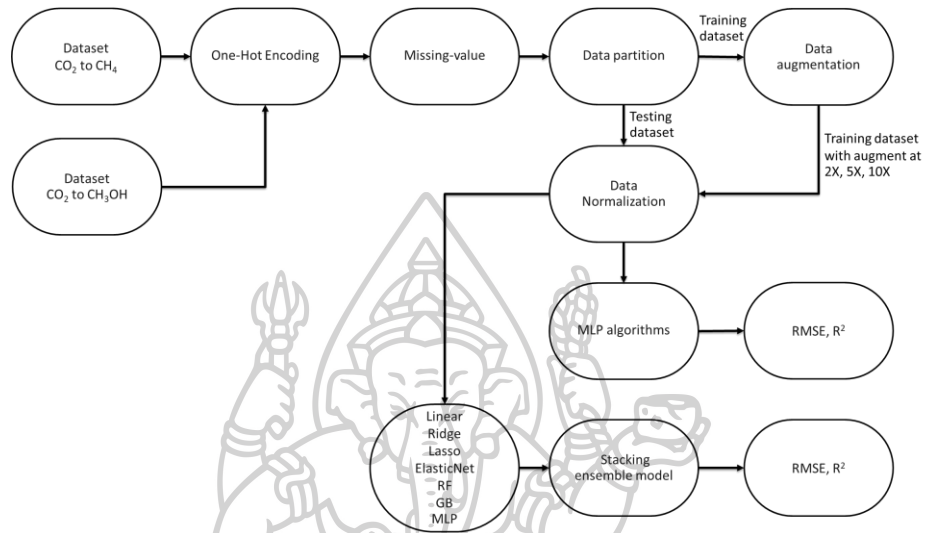 Dataset
CO₂ to CH₄
One-Hot Encoding
Missing-value
Data partition
Training
dataset
Data
augmentation
Dataset
CO₂ to CH₃OH
Testing
dataset
Training dataset
with augment at
2X, 5X, 10X
Data
Normalization
MLP algorithms
RMSE, R²
Linear
Ridge
Lasso
ElasticNet
RF
GB
MLP
Stacking
ensemble model
RMSE, R²